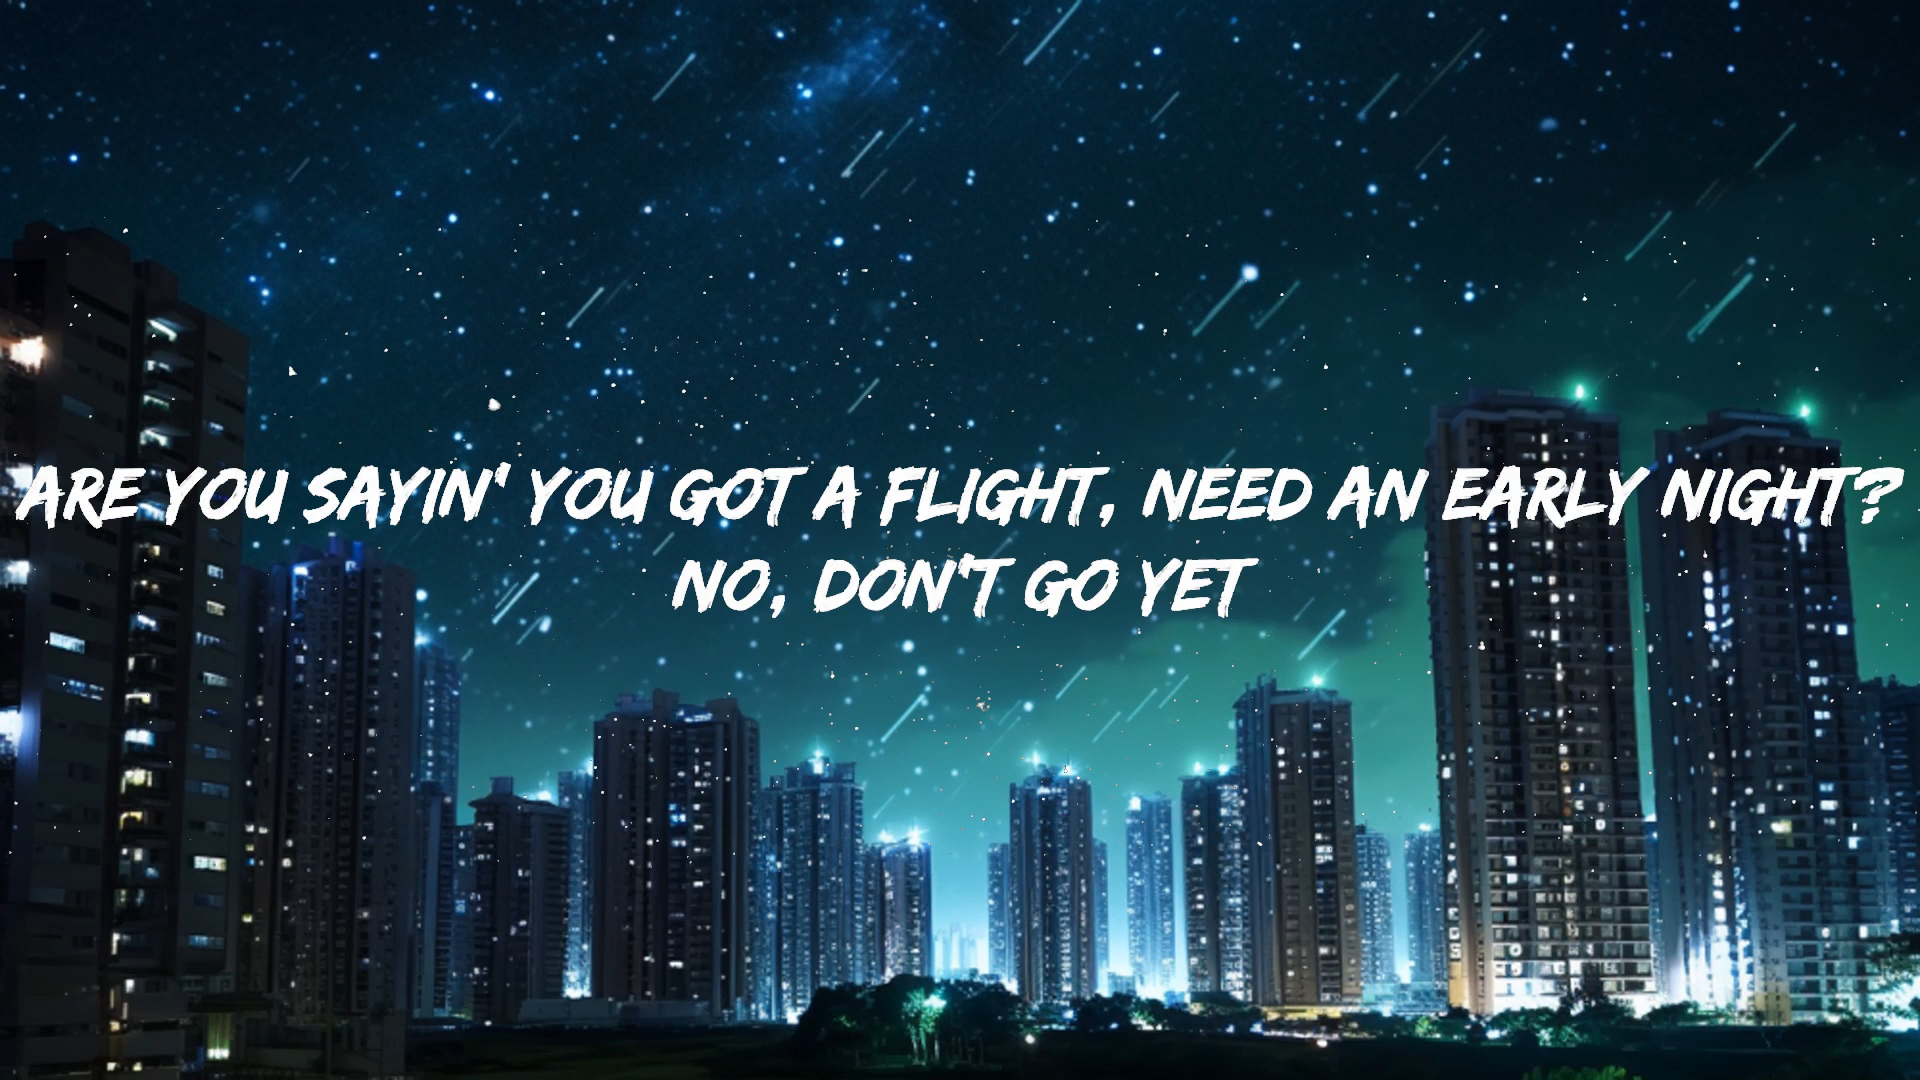 ARE YOU SAYIN' YOU GOT A FLIGHT, NEED AN EARLY NIGHT?
NO, DON'T GO YET